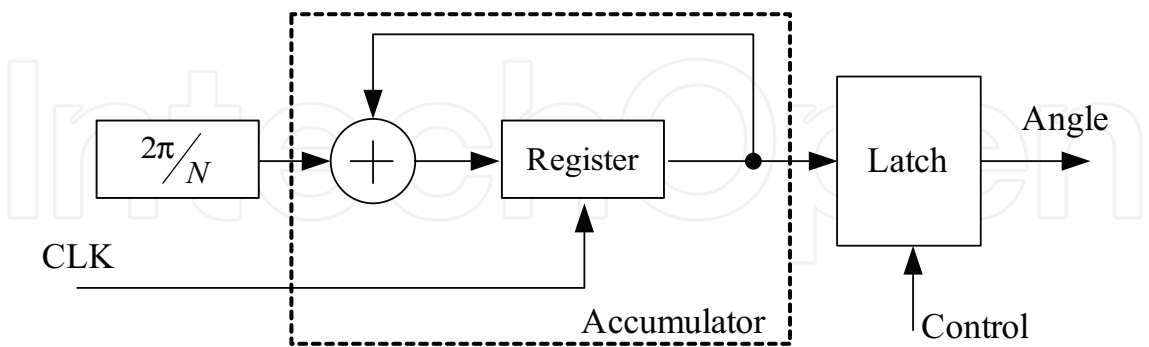 IntechOpen
2π/N
Register
Latch
Angle
CLK
Accumulator
Control